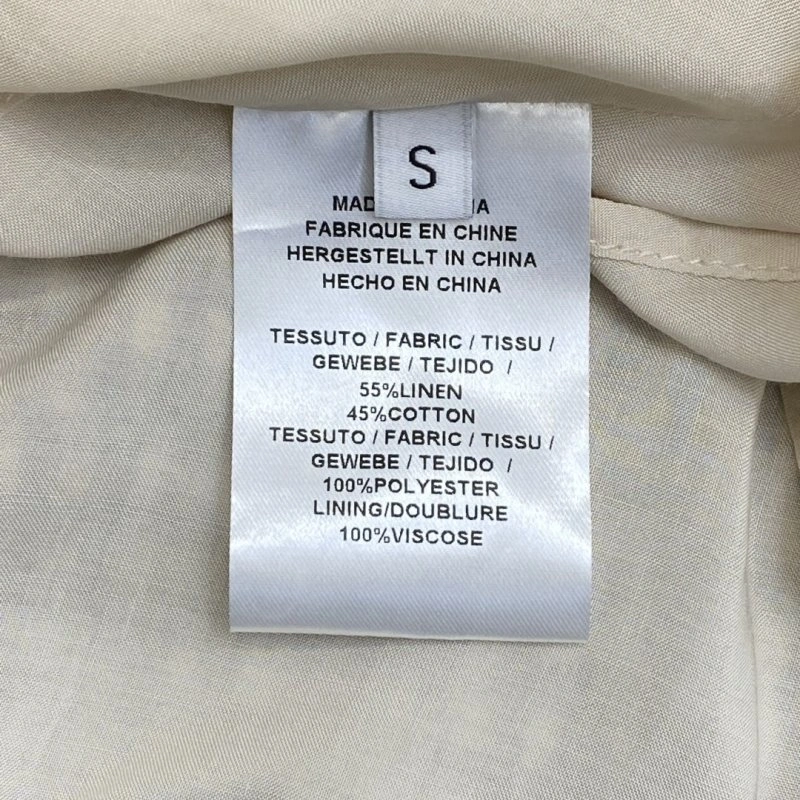 S
FABRIQUE EN CHINE
HERGESTELLT IN CHINA
HECHO EN CHINA
TESSUTO / FABRIC / TISSU /
GEWEBE / TEJIDO /
55%LINEN
45%COTTON
TESSUTO / FABRIC / TISSU /
GEWEBE / TEJIDO /
100%POLYESTER
LINING/DOUBLURE
100%VISCOSE